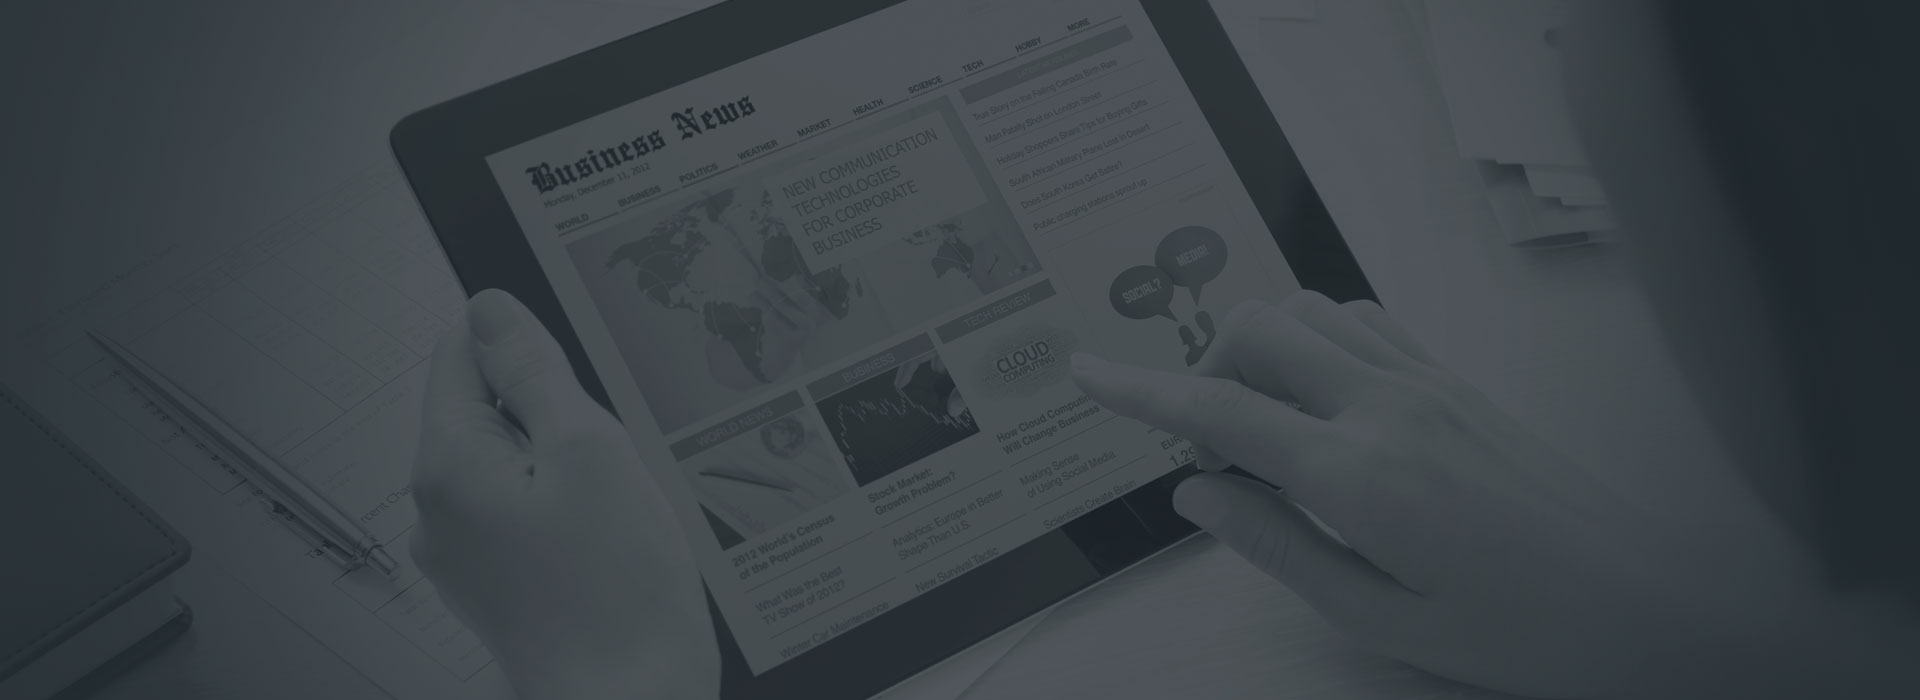 Business News
Monday, December 11, 2012
WORLD BUSINESS POLITICS WEATHER MARKET HEALTH SCIENCE TECH HOBBY MORE
NEW COMMUNICATION
TECHNOLOGIES
FOR CORPORATE
BUSINESS
True Story on the Falling Canada Birth Rate
Man Fatally Shot on London Street
Holiday Shoppers Share Tips for Buying Gifts
South African Military Plane Lost in Desert
Does South Korea Get Safire?
Public charging stations sprout up
SOCIAL?
MEDIA!
WORLD NEWS
2012 World's Census
of the Population
What Was the Best
TV Show of 2012?
Winter Car Maintenance
BUSINESS
Stock Market:
Growth Problem?
Analytics: Europe in Better
Shape Than U.S.
New Survival Tactic
TECH REVIEW
CLOUD
COMPUTING
How Cloud Computin
Will Change Business
Making Sense
of Using Social Media
Scientists Create Brain
EUR
1.29